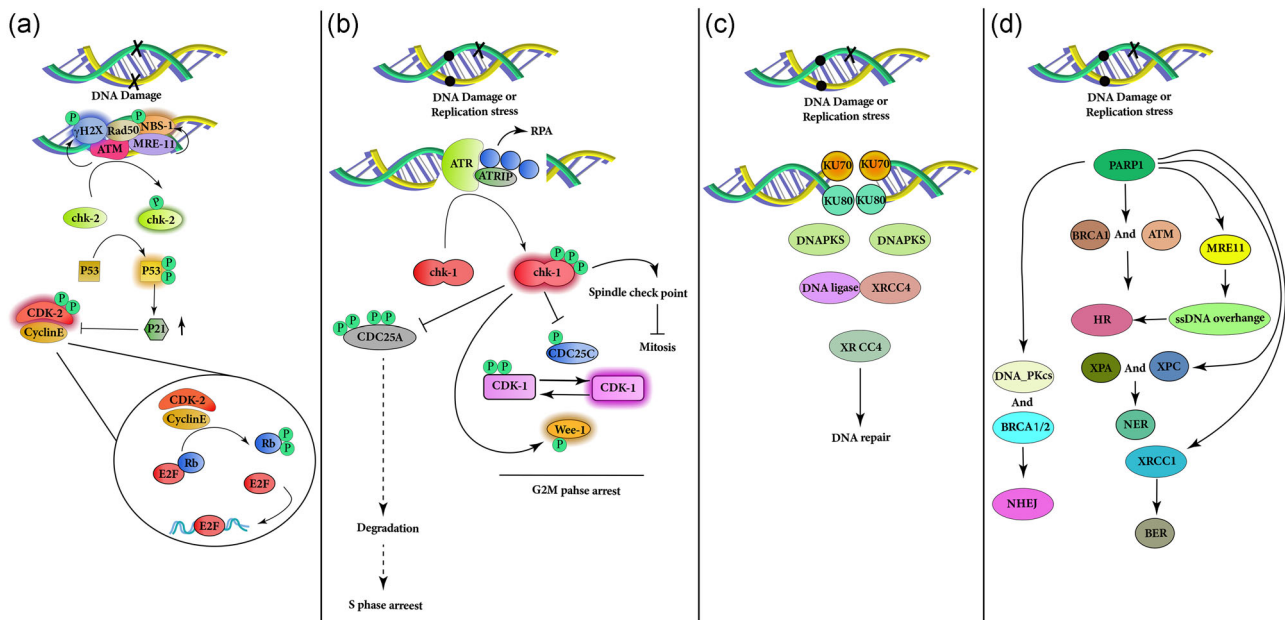 (a)
DNA Damage
P
γH2X
Rad50
P
NBS-1
ATM
MRE-11
chk-2
P
chk-2
P53
P53
P
P
P
P
CDK-2
CyclinE
P21
CDK-2
CyclinE
Rb
P
P
E2F
Rb
E2F
E2F
(b)
DNA Damage or
Replication stress
RPA
ATR
ATRIP
chk-1
chk-1
P
P
P
Spindle check point
Mitosis
P
P
P
P
CDC25A
P
CDC25C
P
P
CDK-1
CDK-1
Wee-1
P
G2M pahse arrest
Degradation
S phase arreest
(c)
DNA Damage or
Replication stress
KU70
KU70
KU80
KU80
DNAPKS
DNAPKS
DNA ligase
XRCC4
XR CC4
DNA repair
(d)
DNA Damage or
Replication stress
PARP1
BRCA1
And
ATM
MRE11
HR
ssDNA overhange
XPA
And
XPC
DNA_PKcs
And
BRCA1/2
NER
XRCC1
NHEJ
BER